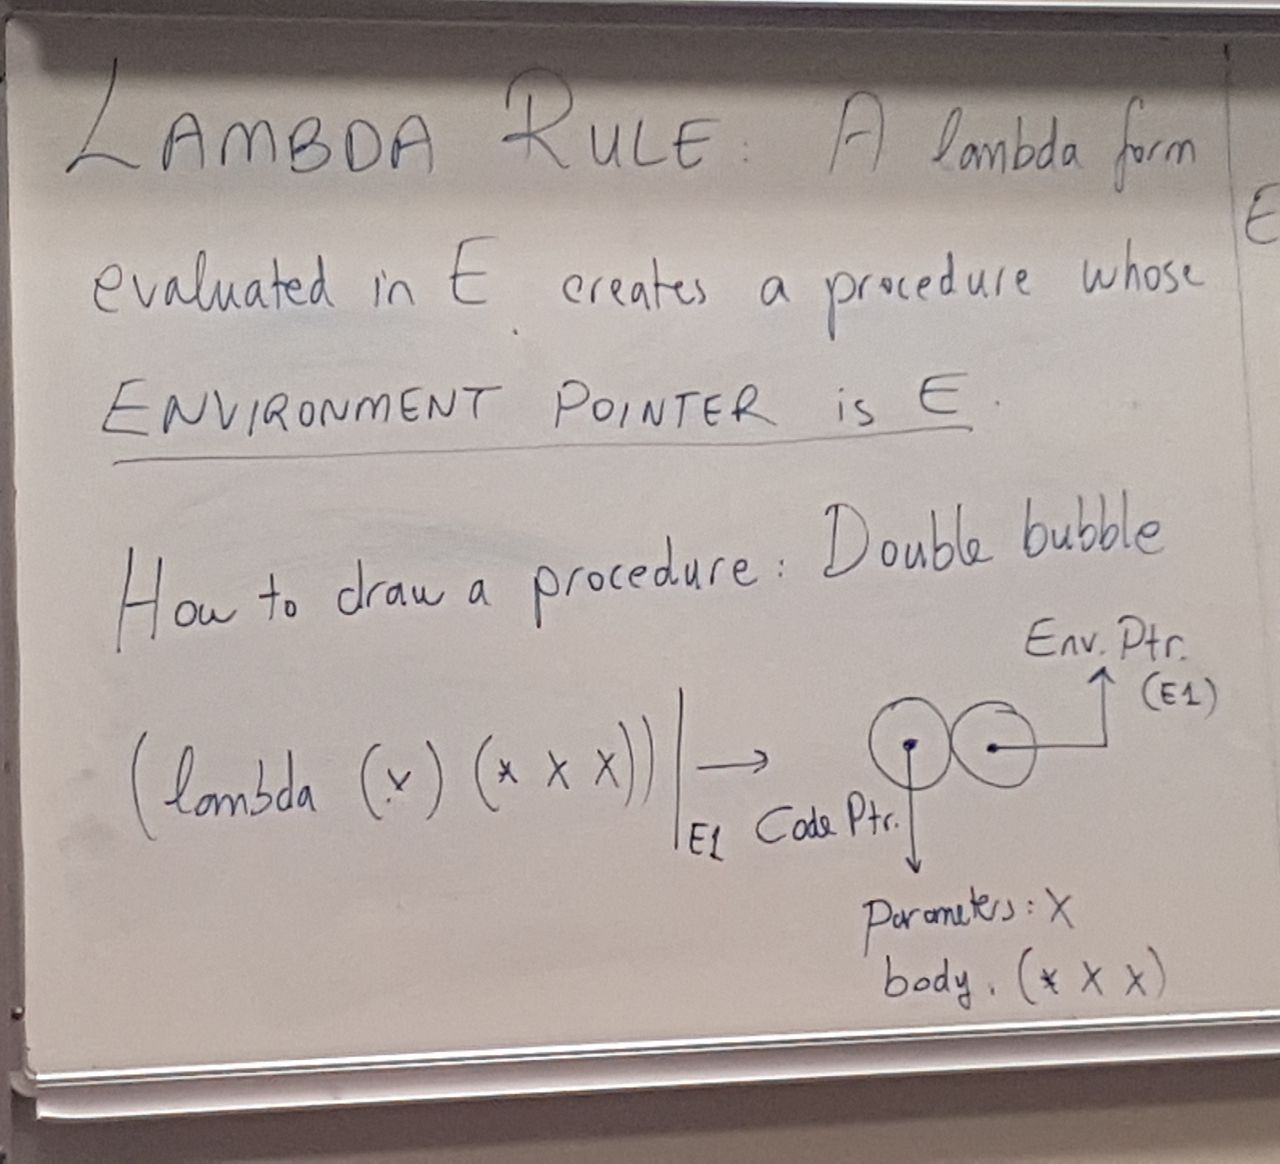 LAMBDA RULE: A lambda form
E
evaluated in E creates a procedure whose
ENVIRONMENT POINTER is E.
How to draw a procedure: Double bubble
Env. Ptr.
(E1)
(lambda (x) (* x x))|E1 →
Code Ptr.
Parameters: x
body: (* x x)